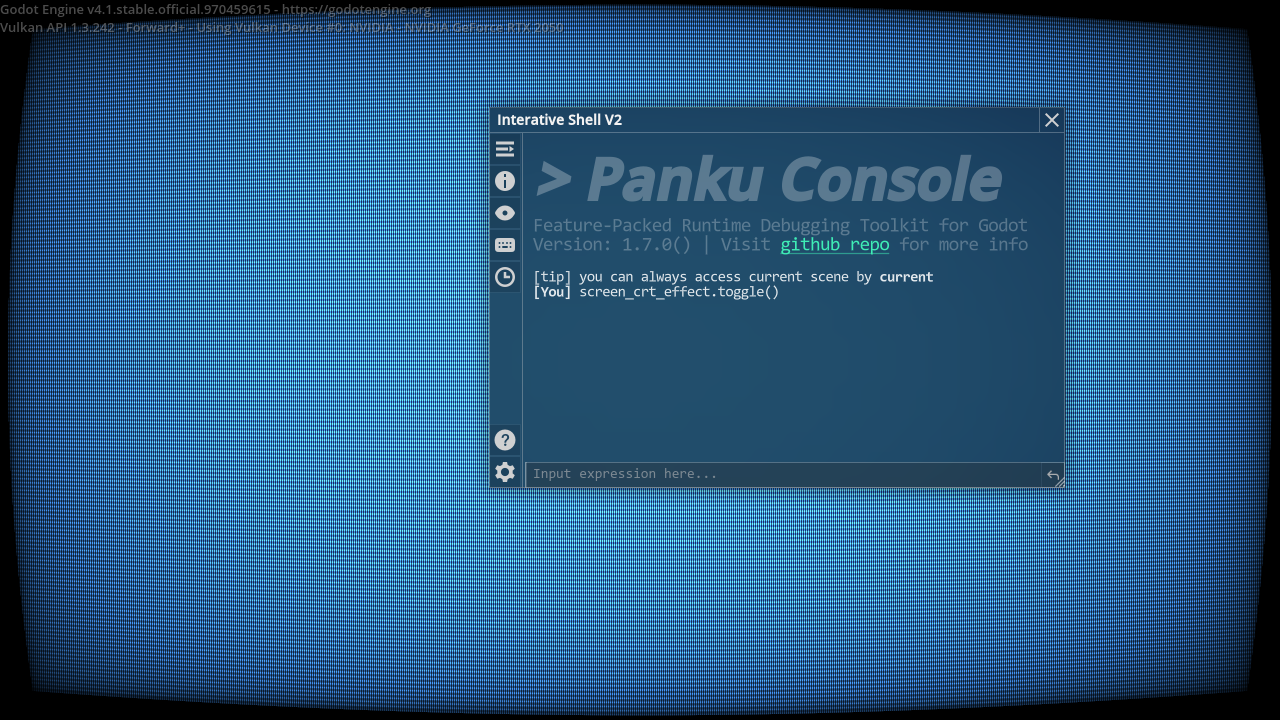 Godot Engine v4.1.stable.official.970459615 - https://godotengine.org
Vulkan API 1.3.242 - Forward+ - Using Vulkan Device #0: NVIDIA - NVIDIA GeForce RTX 2050
Interative Shell V2
> Panku Console
Feature-Packed Runtime Debugging Toolkit for Godot
Version: 1.7.0() | Visit github repo for more info
[tip] you can always access current scene by current
[You] screen_crt_effect.toggle()
Input expression here...